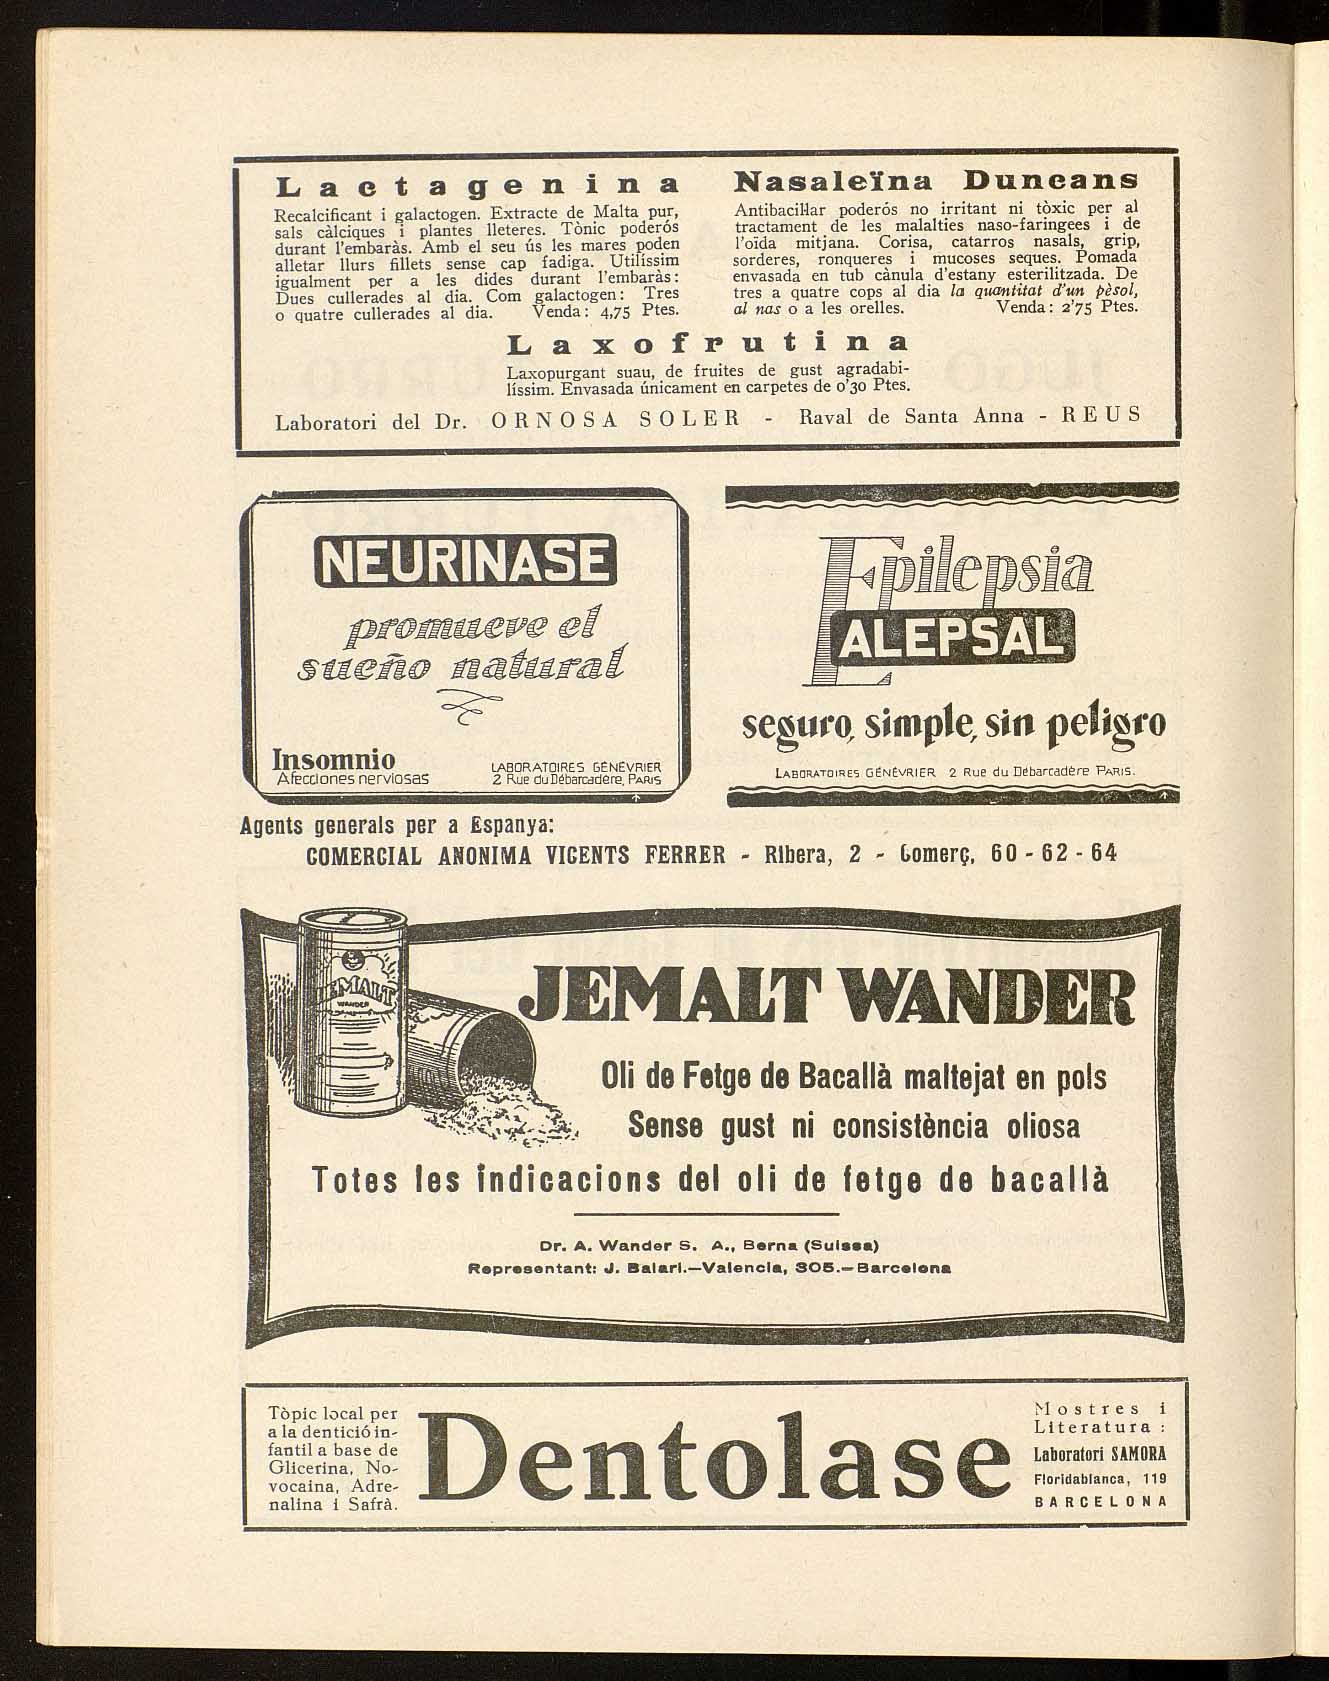 Lactagenina
Recalcificant i galactogen. Extracte de Malta pur,
sals càlciques i plantes lleteres. Tònic poderós
durant l'embaràs. Amb el seu ús les mares poden
alletar llurs fillets sense cap fadiga. Utilíssim
igualment per a les dides durant l'embaràs:
Dues cullerades al dia. Com galactogen: Tres
o quatre cullerades al dia. Venda: 4,75 Ptes.
Nasaleïna Duncans
Antibaciŀlar poderós no irritant ni tòxic per al
tractament de les malalties naso-faringees i de
l'oïda mitjana. Corisa, catarros nasals, grip,
sorderes, ronqueres i mucoses seques. Pomada
envasada en tub cànula d'estany esterilitzada. De
tres a quatre cops al dia la quantitat d'un pèsol,
al nas o a les orelles. Venda: 2'75 Ptes.
Laxofrutina
Laxopurgant suau, de fruites de gust agradabi-
líssim. Envasada únicament en carpetes de 0'30 Ptes.
Laboratori del Dr. ORNOSA SOLER - Raval de Santa Anna - REUS
NEURINASE
promueve el
sueño natural
Insomnio
Afecciones nerviosas
LABORATOIRES GÉNÉVRIER
2 Rue du Débarcadère, PARIS
Epilepsia
ALEPSAL
seguro, simple, sin peligro
LABORATOIRES GÉNÉVRIER 2 Rue du Débarcadère PARIS.
Agents generals per a Espanya:
COMERCIAL ANONIMA VICENTS FERRER - Ribera, 2 - Comerç, 60 - 62 - 64
JEMALT
WANDER
JEMALT WANDER
Oli de Fetge de Bacallà maltejat en pols
Sense gust ni consistència oliosa
Totes les indicacions del oli de fetge de bacallà
Dr. A. Wander S. A., Berna (Suissa)
Representant: J. Balari.—Valencia, 305.—Barcelona
Tòpic local per
a la dentició in-
fantil a base de
Glicerina, No-
vocaina, Adre-
nalina i Safrà.
Dentolase
Mostres i
Literatura:
Laboratori SAMORA
Floridablanca, 119
BARCELONA